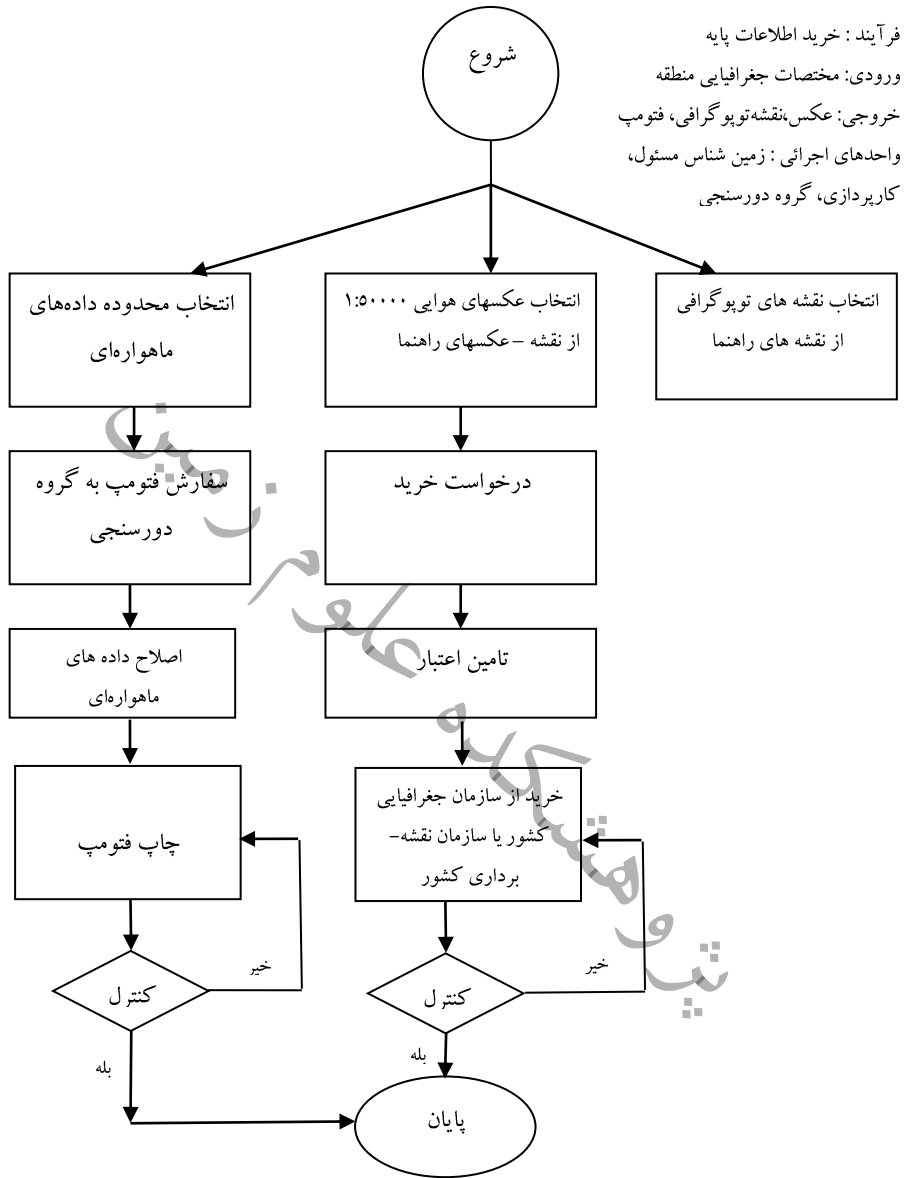 فرآیند : خرید اطلاعات پایه
ورودی: مختصات جغرافیایی منطقه
خروجی: عکس،نقشه‌توپوگرافی، فتومپ
واحدهای اجرائی : زمین شناس مسئول،
کارپردازی، گروه دورسنجی
شروع
انتخاب نقشه های توپوگرافی
از نقشه های راهنما
انتخاب عکسهای هوایی ۱:۵۰۰۰۰
از نقشه – عکسهای راهنما
انتخاب محدوده داده‌های
ماهواره‌ای
درخواست خرید
سفارش فتومپ به گروه
دورسنجی
تامین اعتبار
اصلاح داده های
ماهواره‌ای
خرید از سازمان جغرافیایی
کشور یا سازمان نقشه–
برداری کشور
چاپ فتومپ
کنترل
خیر
بله
کنترل
خیر
بله
پایان
پژوهشکده علوم زمین